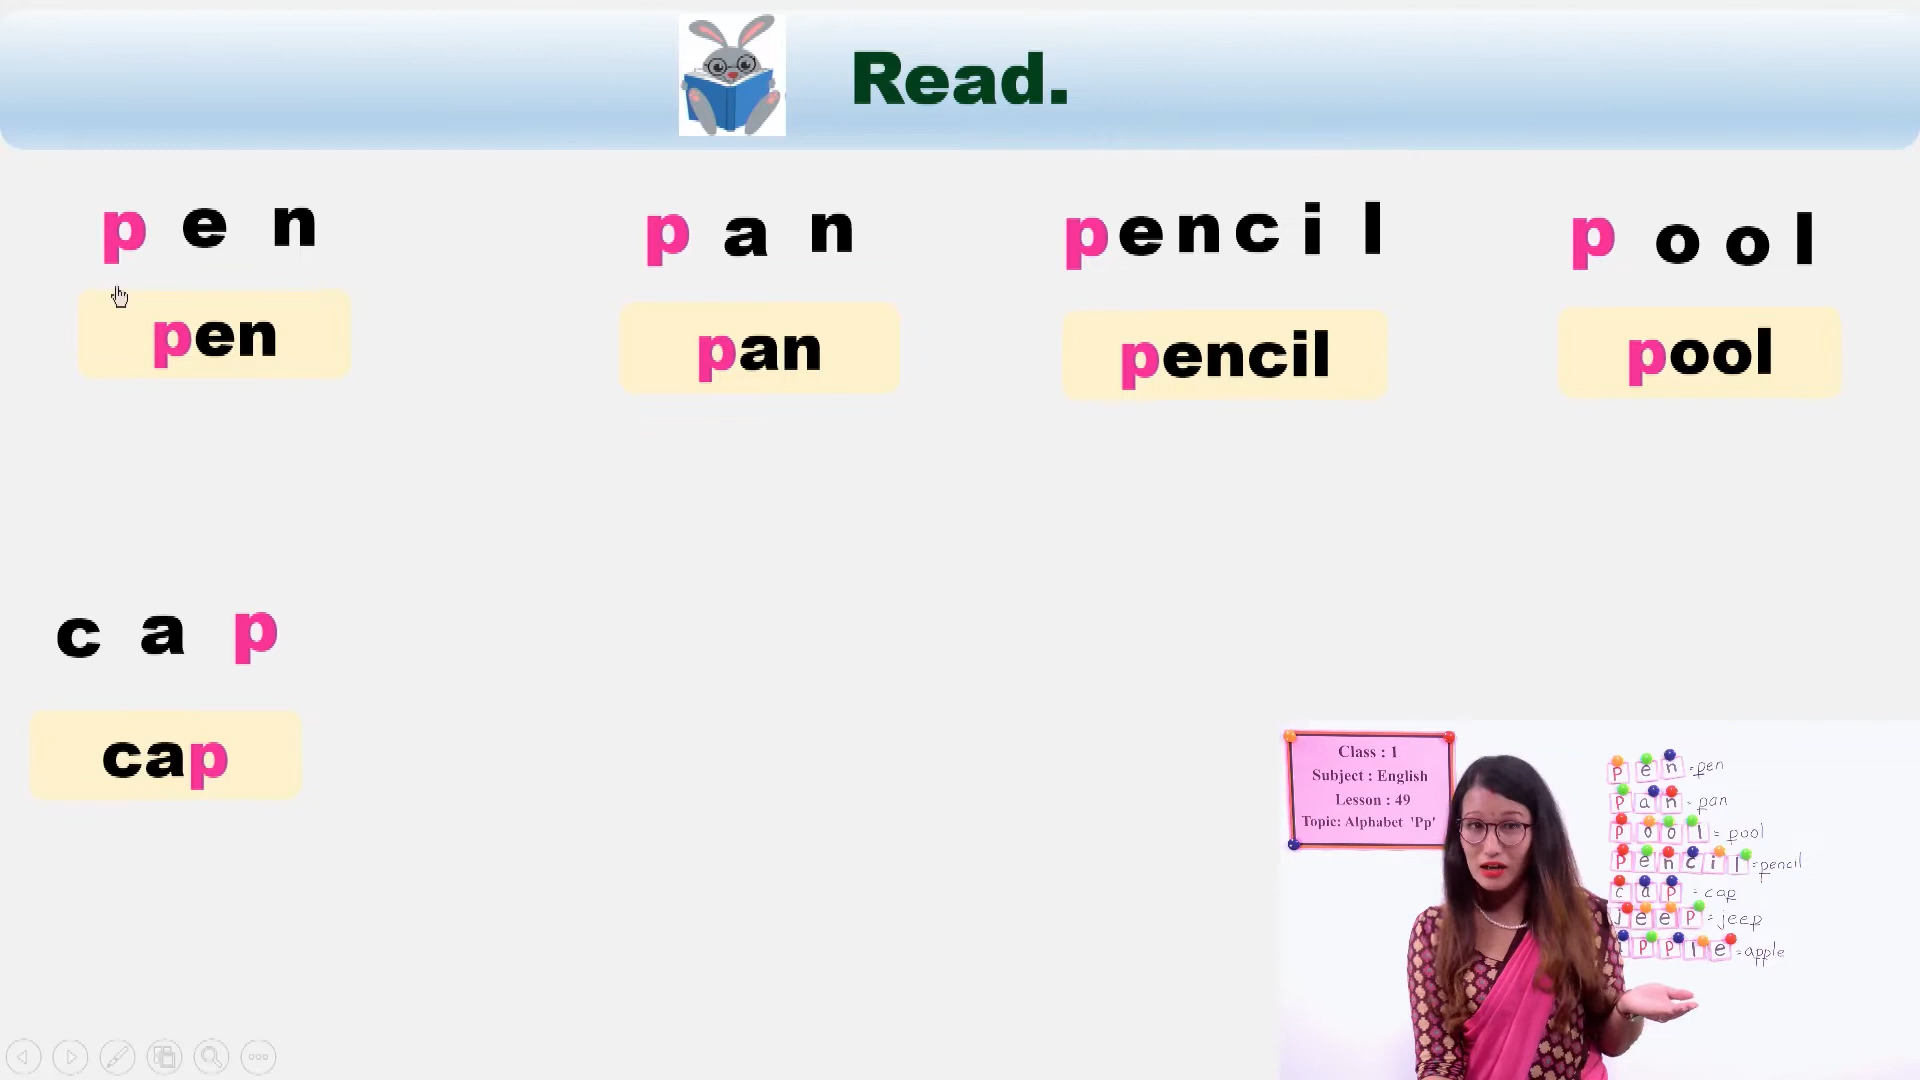 Read.
p e n
p a n
p e n c i l
p o o l
pen
pan
pencil
pool
c a p
cap
Class : 1
Subject : English
Lesson : 49
Topic: Alphabet 'Pp'
p e n = pen
p a n = pan
p o o l = pool
p e n c i l = pencil
c a p = cap
j e e p = jeep
p p l e = apple